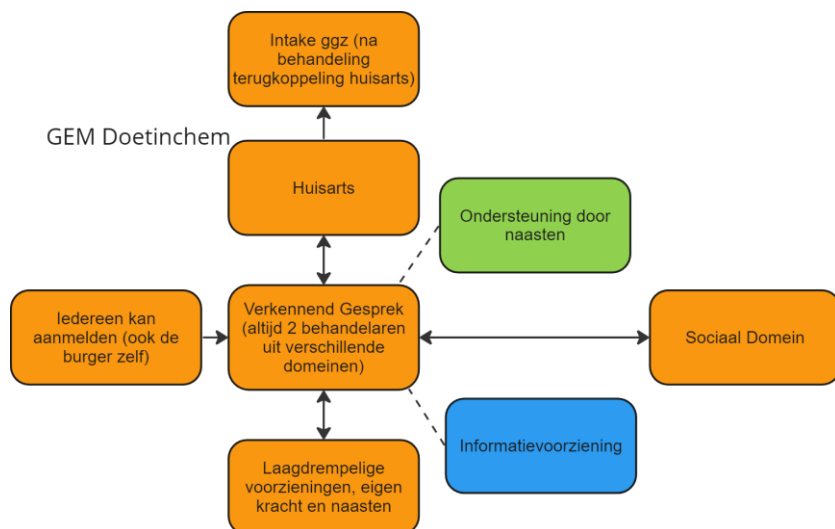 Intake ggz (na
behandeling
terugkoppeling huisarts)
GEM Doetinchem
Huisarts
Ondersteuning door
naasten
Iedereen kan
aanmelden (ook de
burger zelf)
Verkennend Gesprek
(altijd 2 behandelaren
uit verschillende
domeinen)
Sociaal Domein
Informatievoorziening
Laagdrempelige
voorzieningen, eigen
kracht en naasten